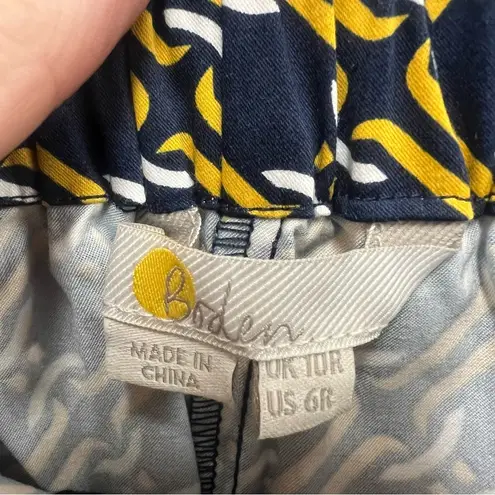 Boden.
MADE IN
CHINA
UK 10R
US 6R